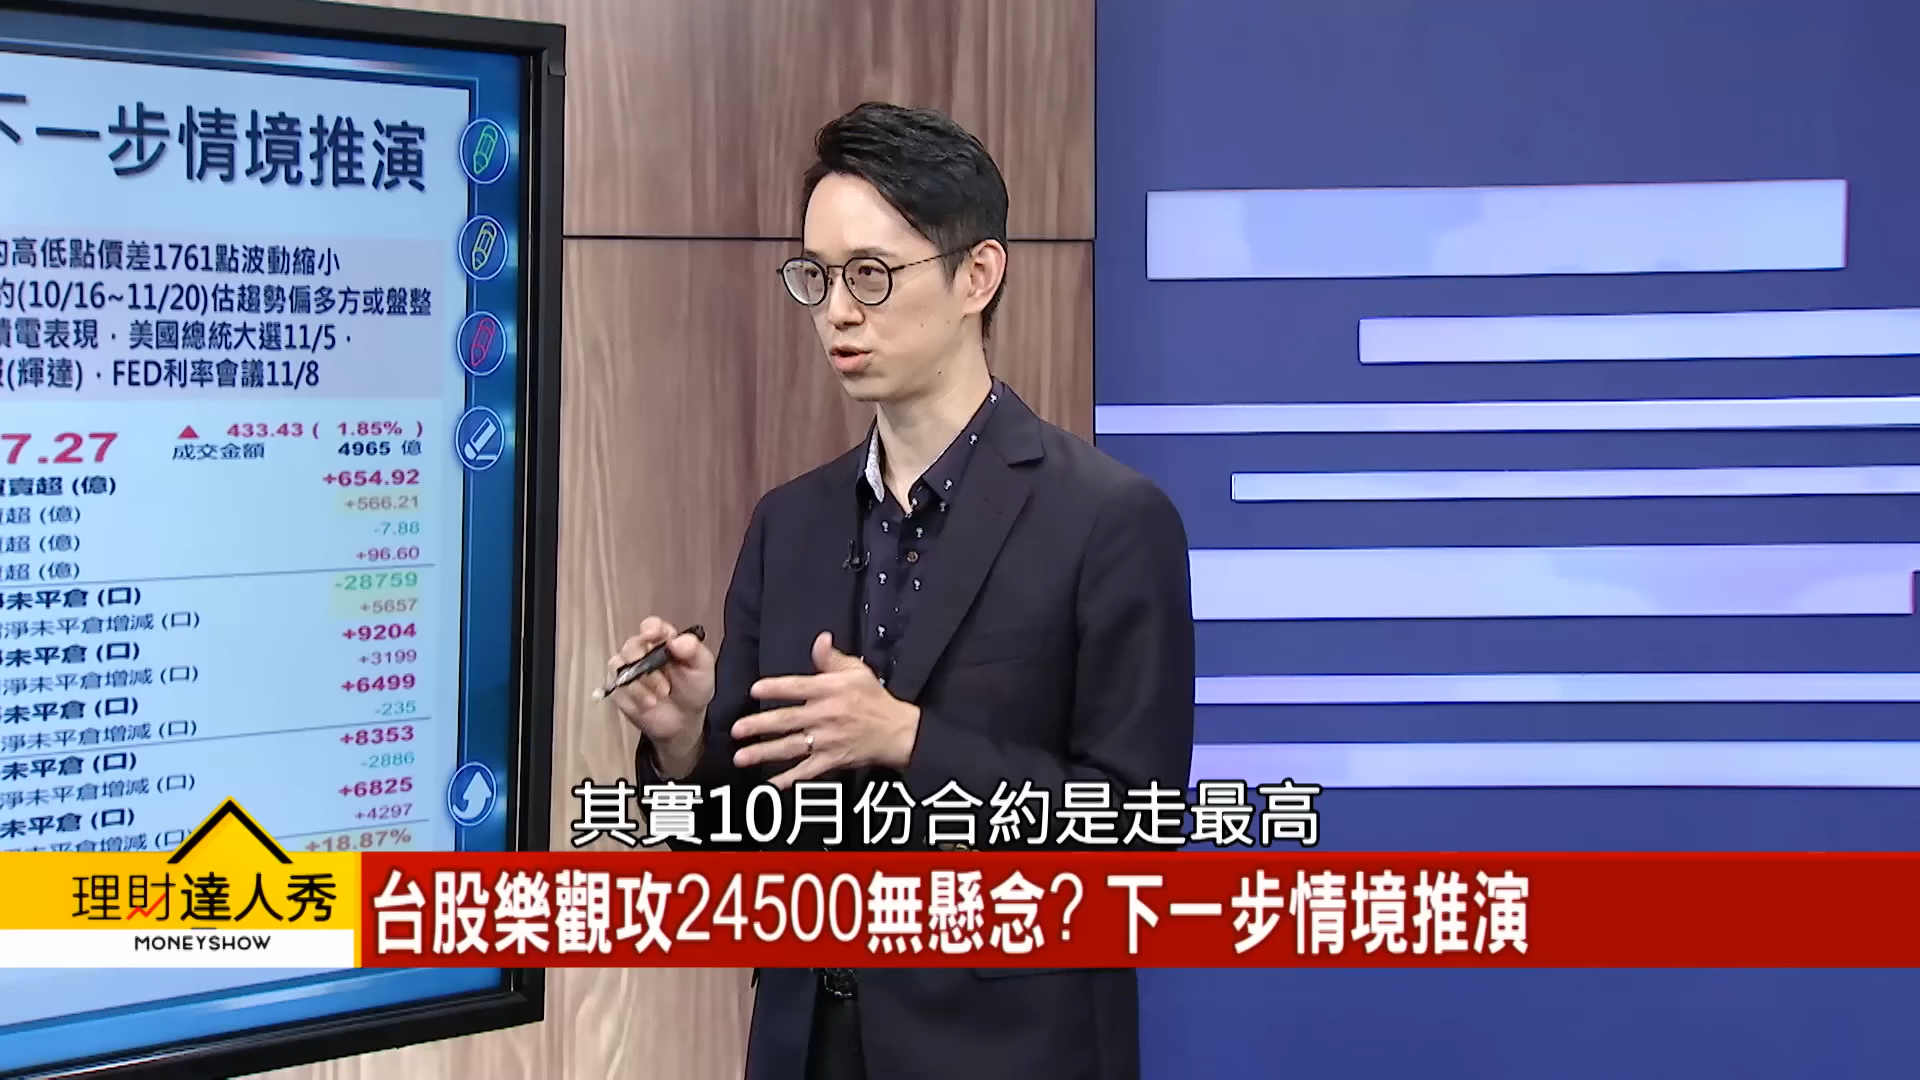 下一步情境推演
高低點價差1761點波動縮小
(10/16~11/20)估趨勢偏多方或盤整
電表現，美國總統大選11/5，
(輝達)，FED利率會議11/8
7.27 ▲ 433.43 ( 1.85% )
成交金額 4965 億
賣超 (億) +654.92
超 (億) +566.21
超 (億) -7.88
超 (億) +96.60
未平倉 (口) -28759
淨未平倉增減 (口) +5657
未平倉 (口) +9204
淨未平倉增減 (口) +3199
未平倉 (口) +6499
淨未平倉增減 (口) -235
未平倉 (口) +8353
淨未平倉增減 (口) -2886
未平倉 (口) +6825
淨未平倉增減 (口) +4297
+18.87%
其實10月份合約是走最高
理財達人秀
MONEYSHOW
台股樂觀攻24500無懸念? 下一步情境推演